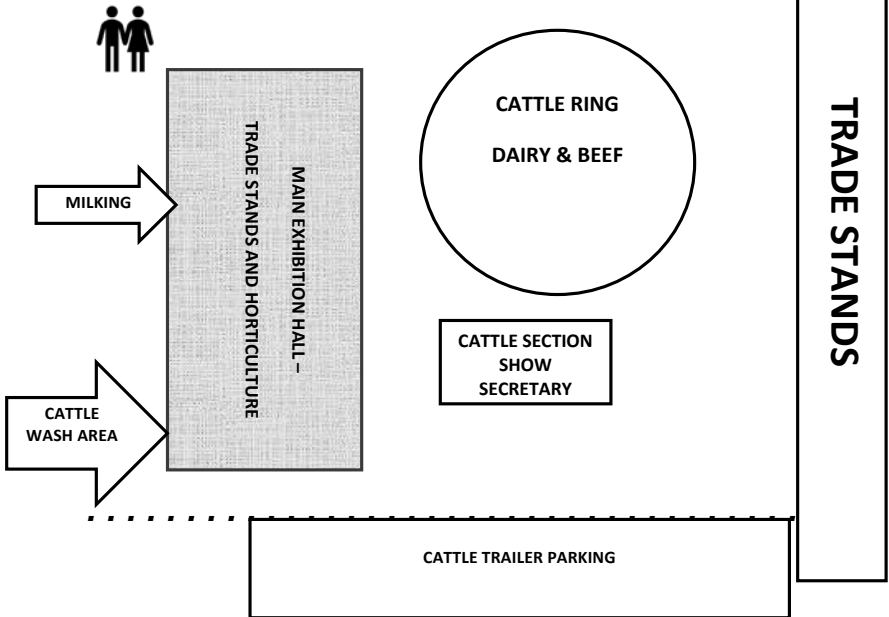 CATTLE RING
DAIRY & BEEF
TRADE STANDS
MAIN EXHIBITION HALL –
TRADE STANDS AND HORTICULTURE
MILKING
CATTLE SECTION
SHOW
SECRETARY
CATTLE
WASH AREA
CATTLE TRAILER PARKING